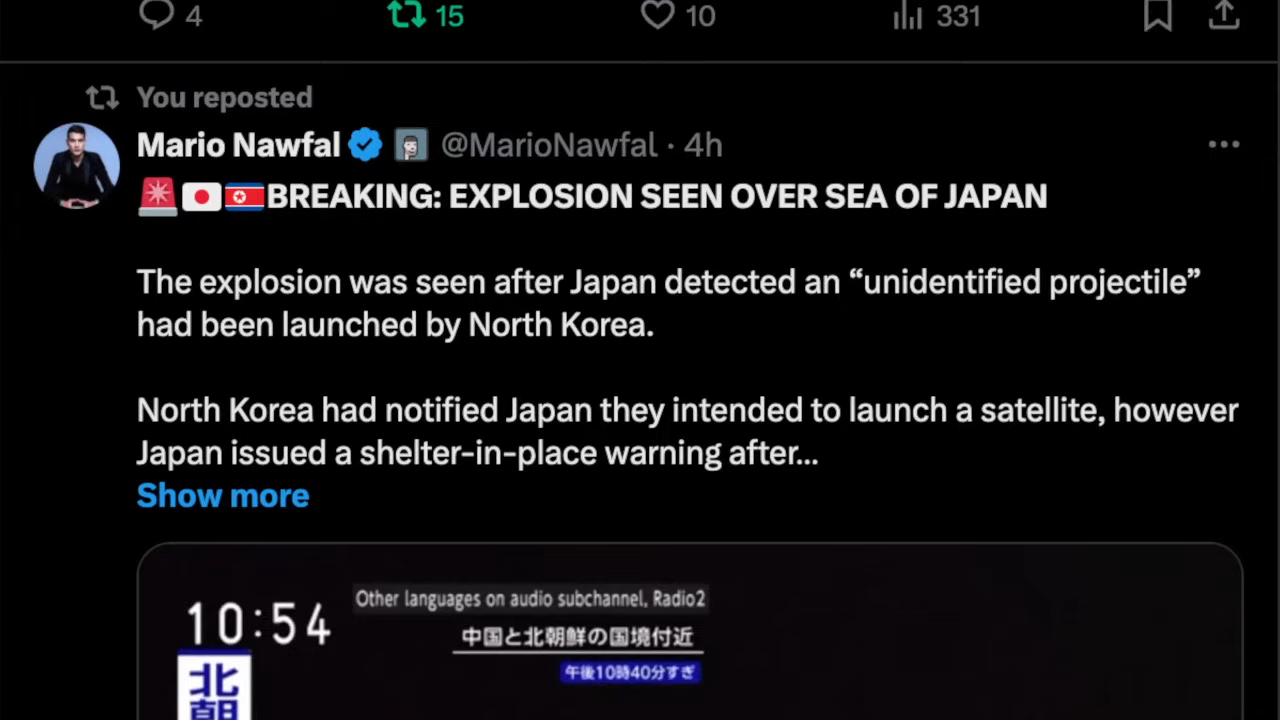 4 15 10 331
You reposted
Mario Nawfal @MarioNawfal · 4h
BREAKING: EXPLOSION SEEN OVER SEA OF JAPAN
The explosion was seen after Japan detected an “unidentified projectile”
had been launched by North Korea.
North Korea had notified Japan they intended to launch a satellite, however
Japan issued a shelter-in-place warning after...
Show more
10:54
Other languages on audio subchannel, Radio2
中国と北朝鮮の国境付近
午後10時40分すぎ
北朝